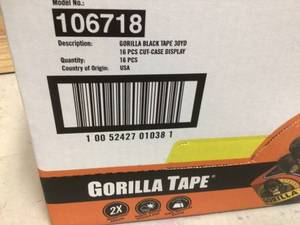 Model No.:
106718
Description: GORILLA BLACK TAPE 30YD
16 PCS CUT-CASE DISPLAY
Quantity: 16 PCS
Country of Origin: USA
1 00 52427 01038 1
GORILLA TAPE®
2X
GORILLA